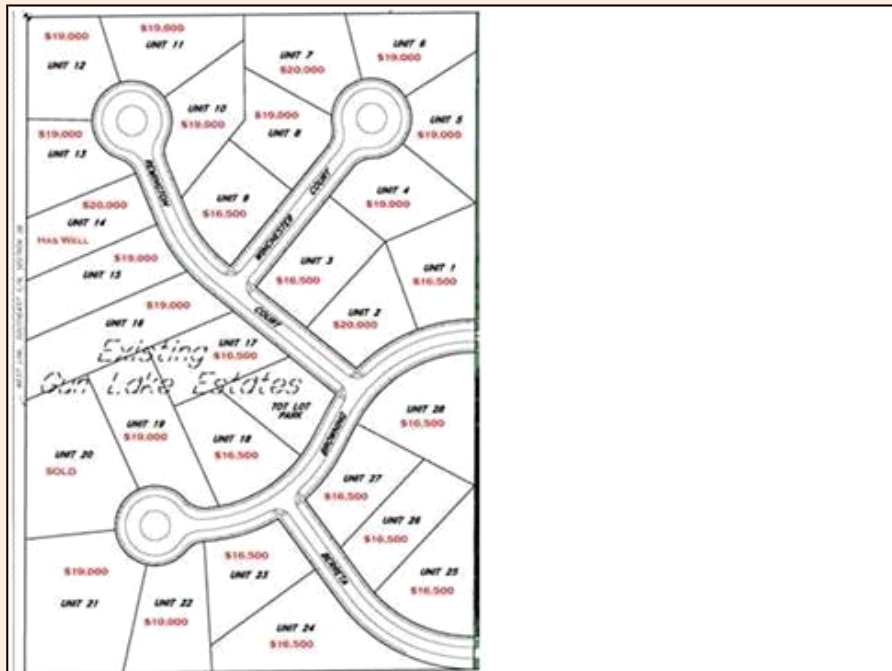 $19,000
UNIT 12
$19,000
UNIT 11
UNIT 7
$20,000
UNIT 6
$19,000
UNIT 10
$19,000
$19,000
UNIT 8
UNIT 5
$19,000
$19,000
UNIT 13
REMINGTON
COURT
WINCHESTER
COURT
UNIT 9
$16,500
UNIT 4
$19,000
$20,000
UNIT 14
HAS WELL
$19,000
UNIT 15
UNIT 3
$16,500
UNIT 1
$16,500
$19,000
UNIT 16
UNIT 2
$20,000
UNIT 17
$16,500
Existing
Gun Lake Estates
TOT LOT
PARK
UNIT 19
$19,000
UNIT 18
$16,500
BROWNING
UNIT 28
$16,500
UNIT 20
SOLD
UNIT 27
$16,500
UNIT 26
$16,500
$16,500
UNIT 23
BERRETA
UNIT 25
$16,500
$19,000
UNIT 21
UNIT 22
$19,000
UNIT 24
$16,500